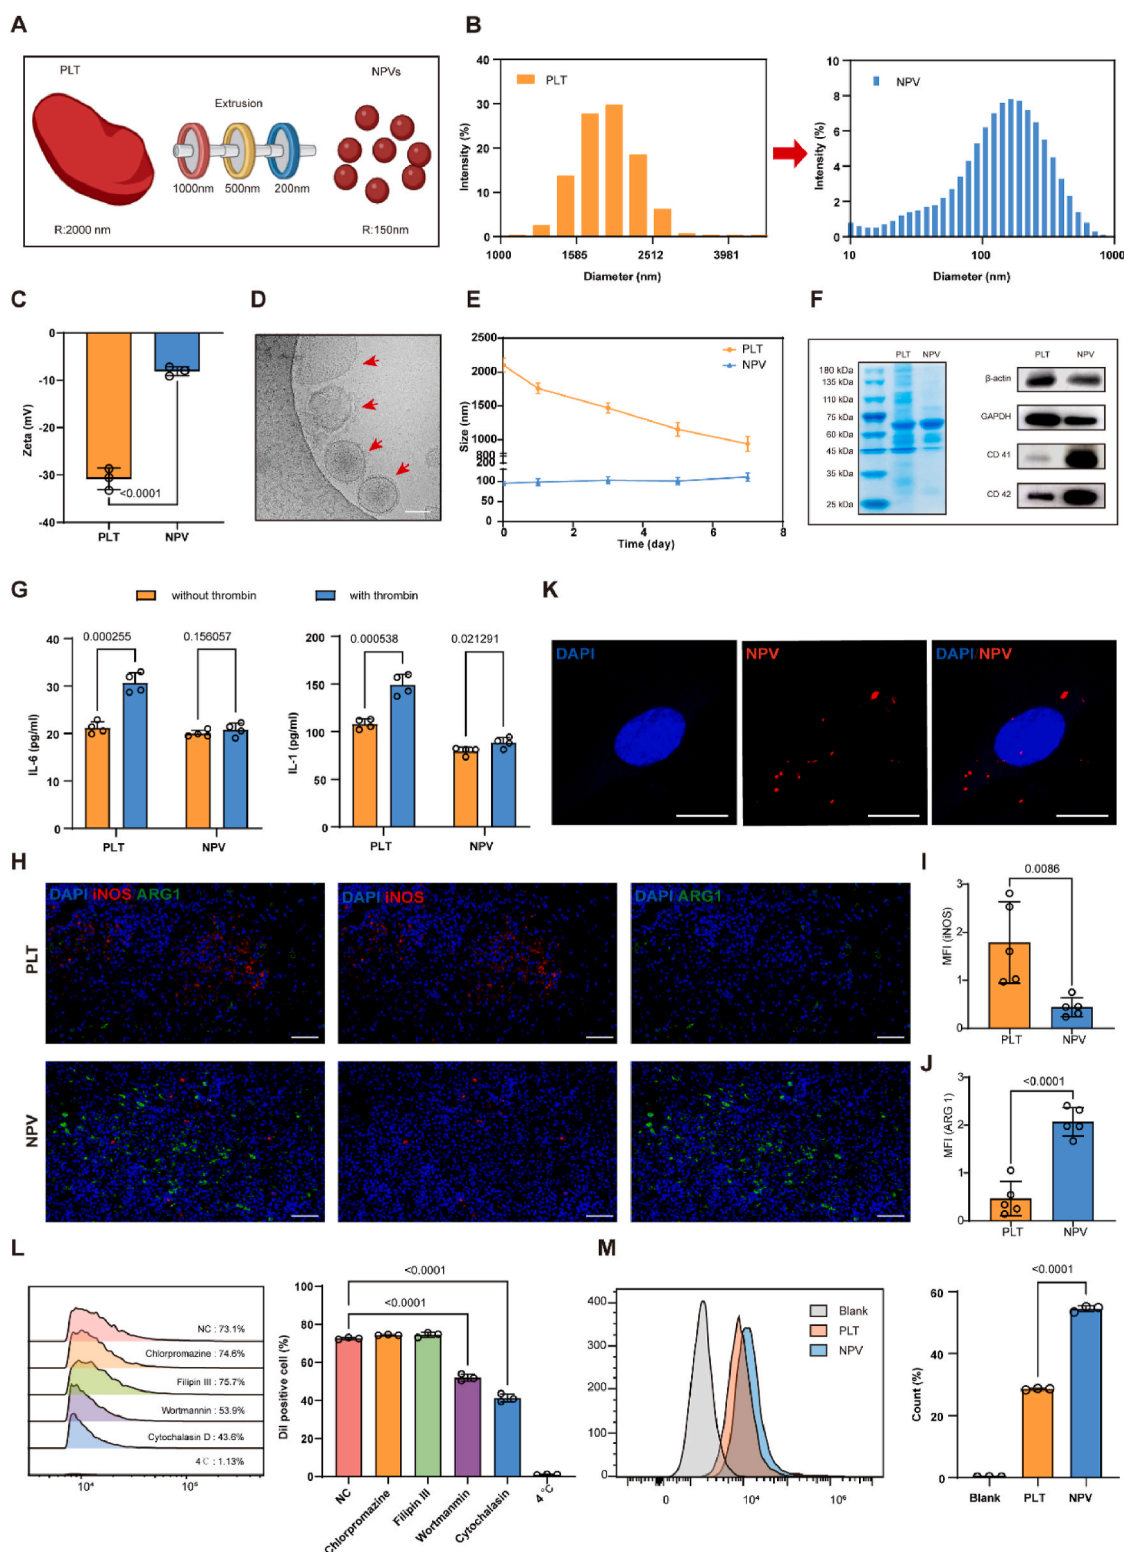 A
PLT
NPVs
Extrusion
1000nm
500nm
200nm
R:2000 nm
R:150nm
B
Intensity (%)
40
30
20
10
0
PLT
1000
1585
2512
3981
Diameter (nm)
Intensity (%)
10
8
6
4
2
0
NPV
10
100
1000
Diameter (nm)
C
Zeta (mV)
0
-10
-20
-30
-40
<0.0001
PLT
NPV
D
E
Size (nm)
2500
2000
1500
1000
800
200
100
50
0
PLT
NPV
0
2
4
6
8
Time (day)
F
PLT
NPV
180 kDa
135 kDa
110 kDa
75 kDa
60 kDa
45 kDa
35 kDa
25 kDa
PLT
NPV
β-actin
GAPDH
CD 41
CD 42
G
without thrombin
with thrombin
IL-6 (pg/ml)
40
30
20
10
0
0.000255
0.156057
PLT
NPV
IL-1 (pg/ml)
200
150
100
50
0
0.000538
0.021291
PLT
NPV
K
DAPI
NPV
DAPI/NPV
H
DAPI iNOS ARG1
DAPI iNOS
DAPI ARG1
PLT
NPV
I
MFI (iNOS)
3
2
1
0
0.0086
PLT
NPV
J
MFI (ARG 1)
3
2
1
0
<0.0001
PLT
NPV
L
NC : 73.1%
Chlorpromazine : 74.6%
Filipin III : 75.7%
Wortmannin : 53.9%
Cytochalasin D : 43.6%
4℃ : 1.13%
10⁴
10⁵
Dil positive cell (%)
100
80
60
40
20
0
<0.0001
<0.0001
NC
Chlorpromazine
Filipin III
Wortmanmin
Cytochalasin
4 °C
M
400
300
200
100
0
Blank
PLT
NPV
0
10⁴
10⁶
Count (%)
60
40
20
0
<0.0001
Blank
PLT
NPV